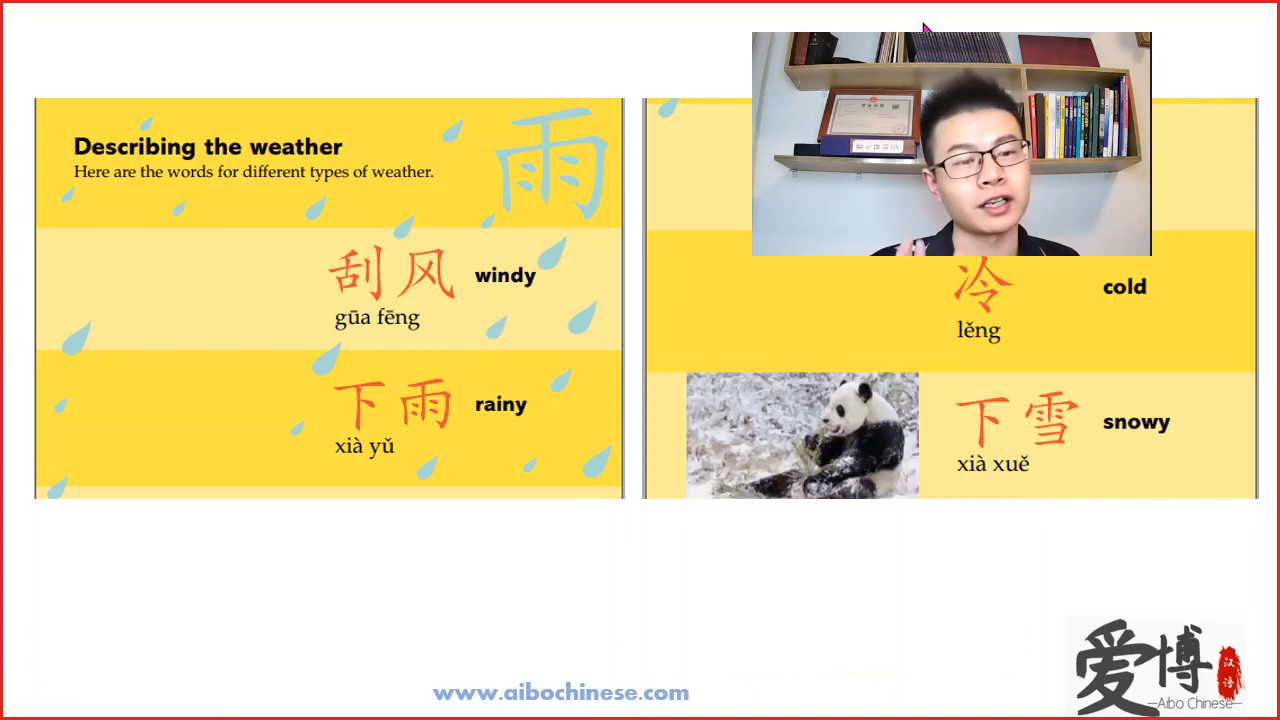 Describing the weather
Here are the words for different types of weather.
雨
刮风 windy
gūa fēng
下雨 rainy
xià yǔ
冷 cold
lěng
下雪 snowy
xià xuě
www.aibochinese.com
爱博
汉语
Aibo Chinese